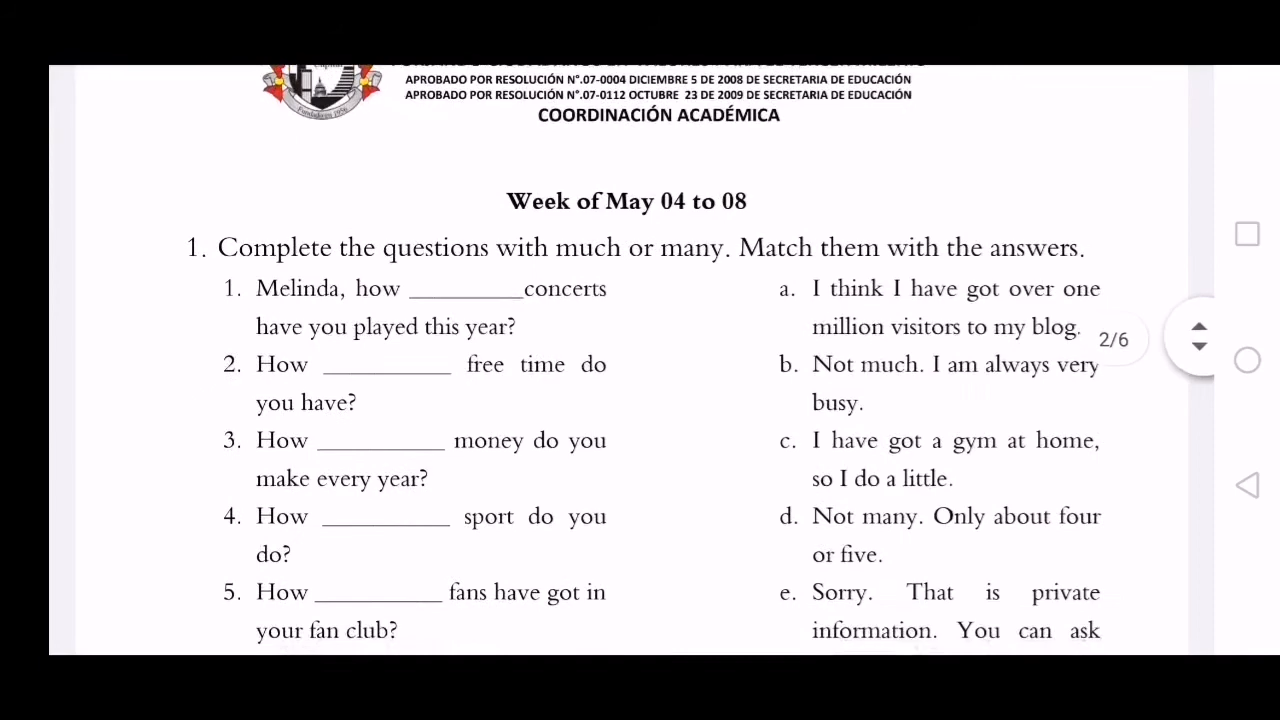 APROBADO POR RESOLUCIÓN N°.07-0004 DICIEMBRE 5 DE 2008 DE SECRETARIA DE EDUCACIÓN
APROBADO POR RESOLUCIÓN N°.07-0112 OCTUBRE 23 DE 2009 DE SECRETARIA DE EDUCACIÓN
COORDINACIÓN ACADÉMICA
Week of May 04 to 08
1. Complete the questions with much or many. Match them with the answers.
1. Melinda, how _________concerts
have you played this year?
2. How __________ free time do
you have?
3. How __________ money do you
make every year?
4. How __________ sport do you
do?
5. How __________ fans have got in
your fan club?
a. I think I have got over one
million visitors to my blog.
b. Not much. I am always very
busy.
c. I have got a gym at home,
so I do a little.
d. Not many. Only about four
or five.
e. Sorry. That is private
information. You can ask
2/6